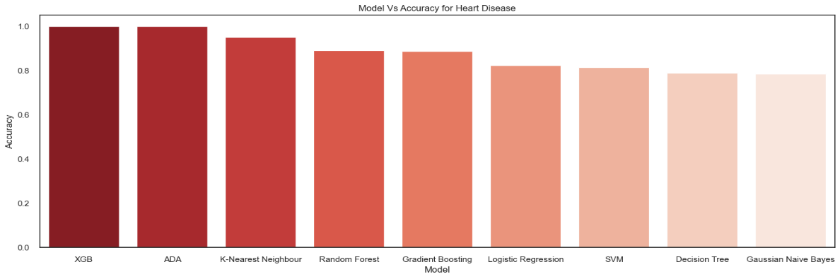 Model Vs Accuracy for Heart Disease
1.0
0.8
0.6
0.4
0.2
0.0
Accuracy
XGB ADA K-Nearest Neighbour Random Forest Gradient Boosting Logistic Regression SVM Decision Tree Gaussian Naive Bayes
Model